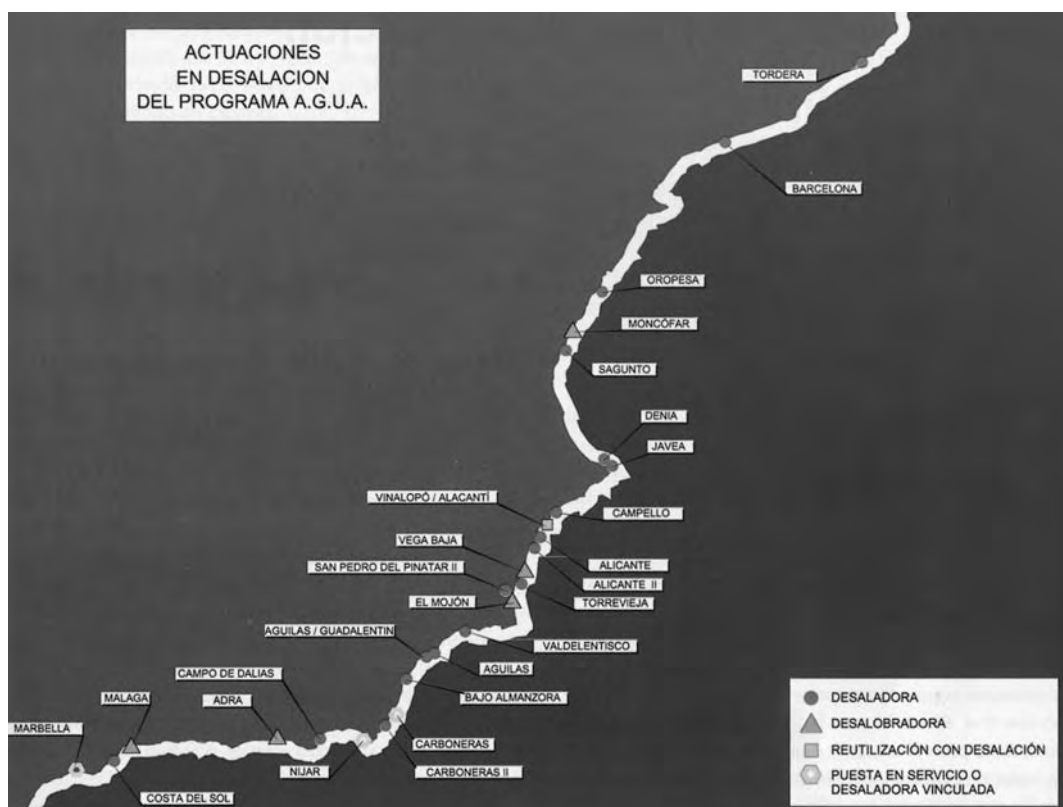 ACTUACIONES
EN DESALACION
DEL PROGRAMA A.G.U.A.
TORDERA
BARCELONA
OROPESA
MONCÓFAR
SAGUNTO
DENIA
JAVEA
VINALOPÓ / ALACANTÍ
CAMPELLO
VEGA BAJA
ALICANTE
SAN PEDRO DEL PINATAR II
ALICANTE II
EL MOJÓN
TORREVIEJA
AGUILAS / GUADALENTIN
VALDELENTISCO
AGUILAS
CAMPO DE DALIAS
BAJO ALMANZORA
MALAGA
ADRA
MARBELLA
CARBONERAS
NIJAR
CARBONERAS II
COSTA DEL SOL
DESALADORA
DESALOBRADORA
REUTILIZACIÓN CON DESALACIÓN
PUESTA EN SERVICIO O
DESALADORA VINCULADA